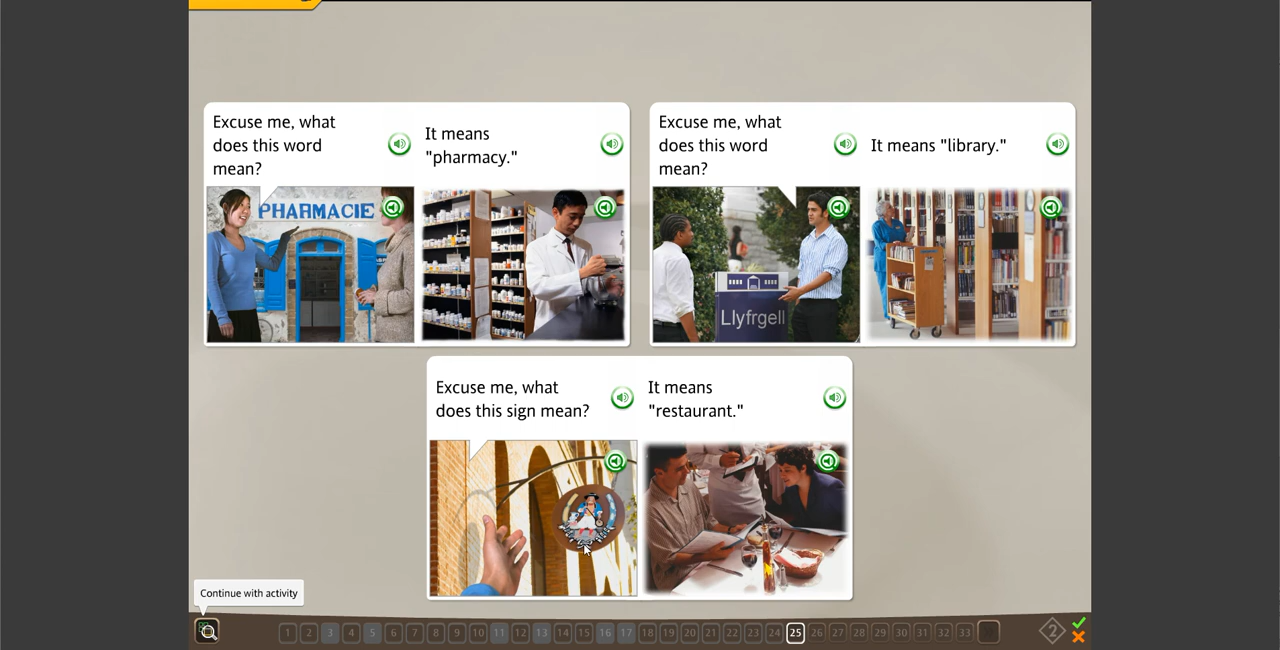 Excuse me, what
does this word
mean?
It means
"pharmacy."
PHARMACIE
Excuse me, what
does this word
mean?
It means "library."
Llyfrgell
Excuse me, what
does this sign mean?
It means
"restaurant."
Continue with activity
1 2 3 4 5 6 7 8 9 10 11 12 13 14 15 16 17 18 19 20 21 22 23 24 25 26 27 28 29 30 31 32 33
2